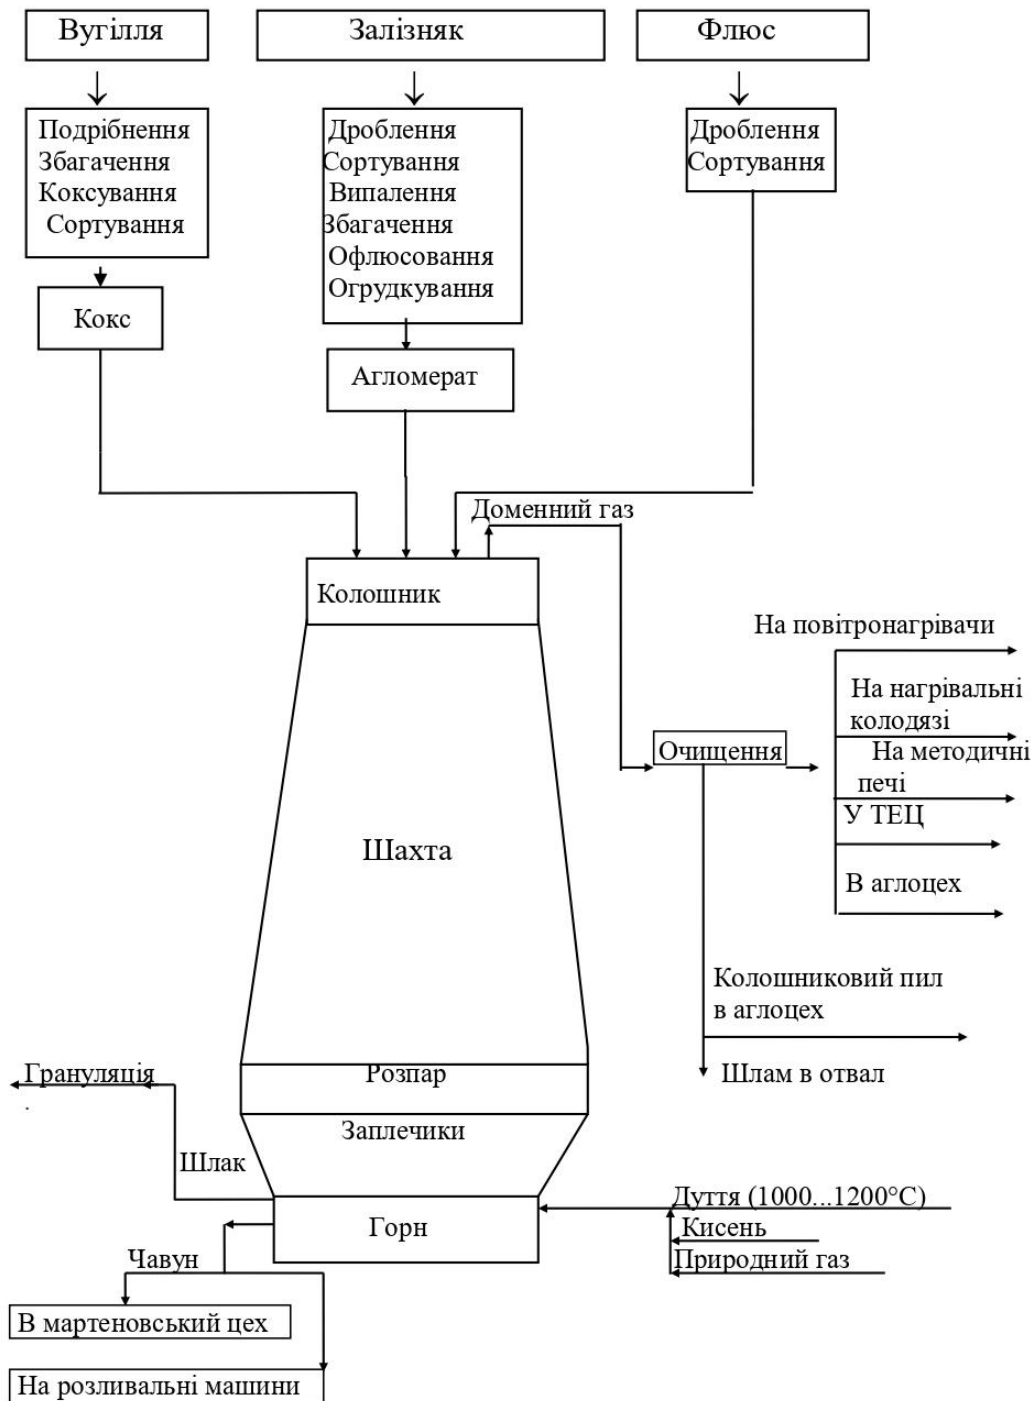 Вугілля
Залізняк
Флюс
Подрібнення
Збагачення
Коксування
Сортування
Дроблення
Сортування
Випалення
Збагачення
Офлюсовання
Огрудкування
Дроблення
Сортування
Кокс
Агломерат
Доменний газ
Колошник
На повітронагрівачи
На нагрівальні
колодязі
Очищення
На методичні
печі
У ТЕЦ
Шахта
В аглоцех
Колошниковий пил
в аглоцех
Шлам в отвал
Грануляція
.
Розпар
Заплечики
Шлак
Дуття (1000...1200°С)
Горн
Кисень
Природний газ
Чавун
В мартеновський цех
На розливальні машини